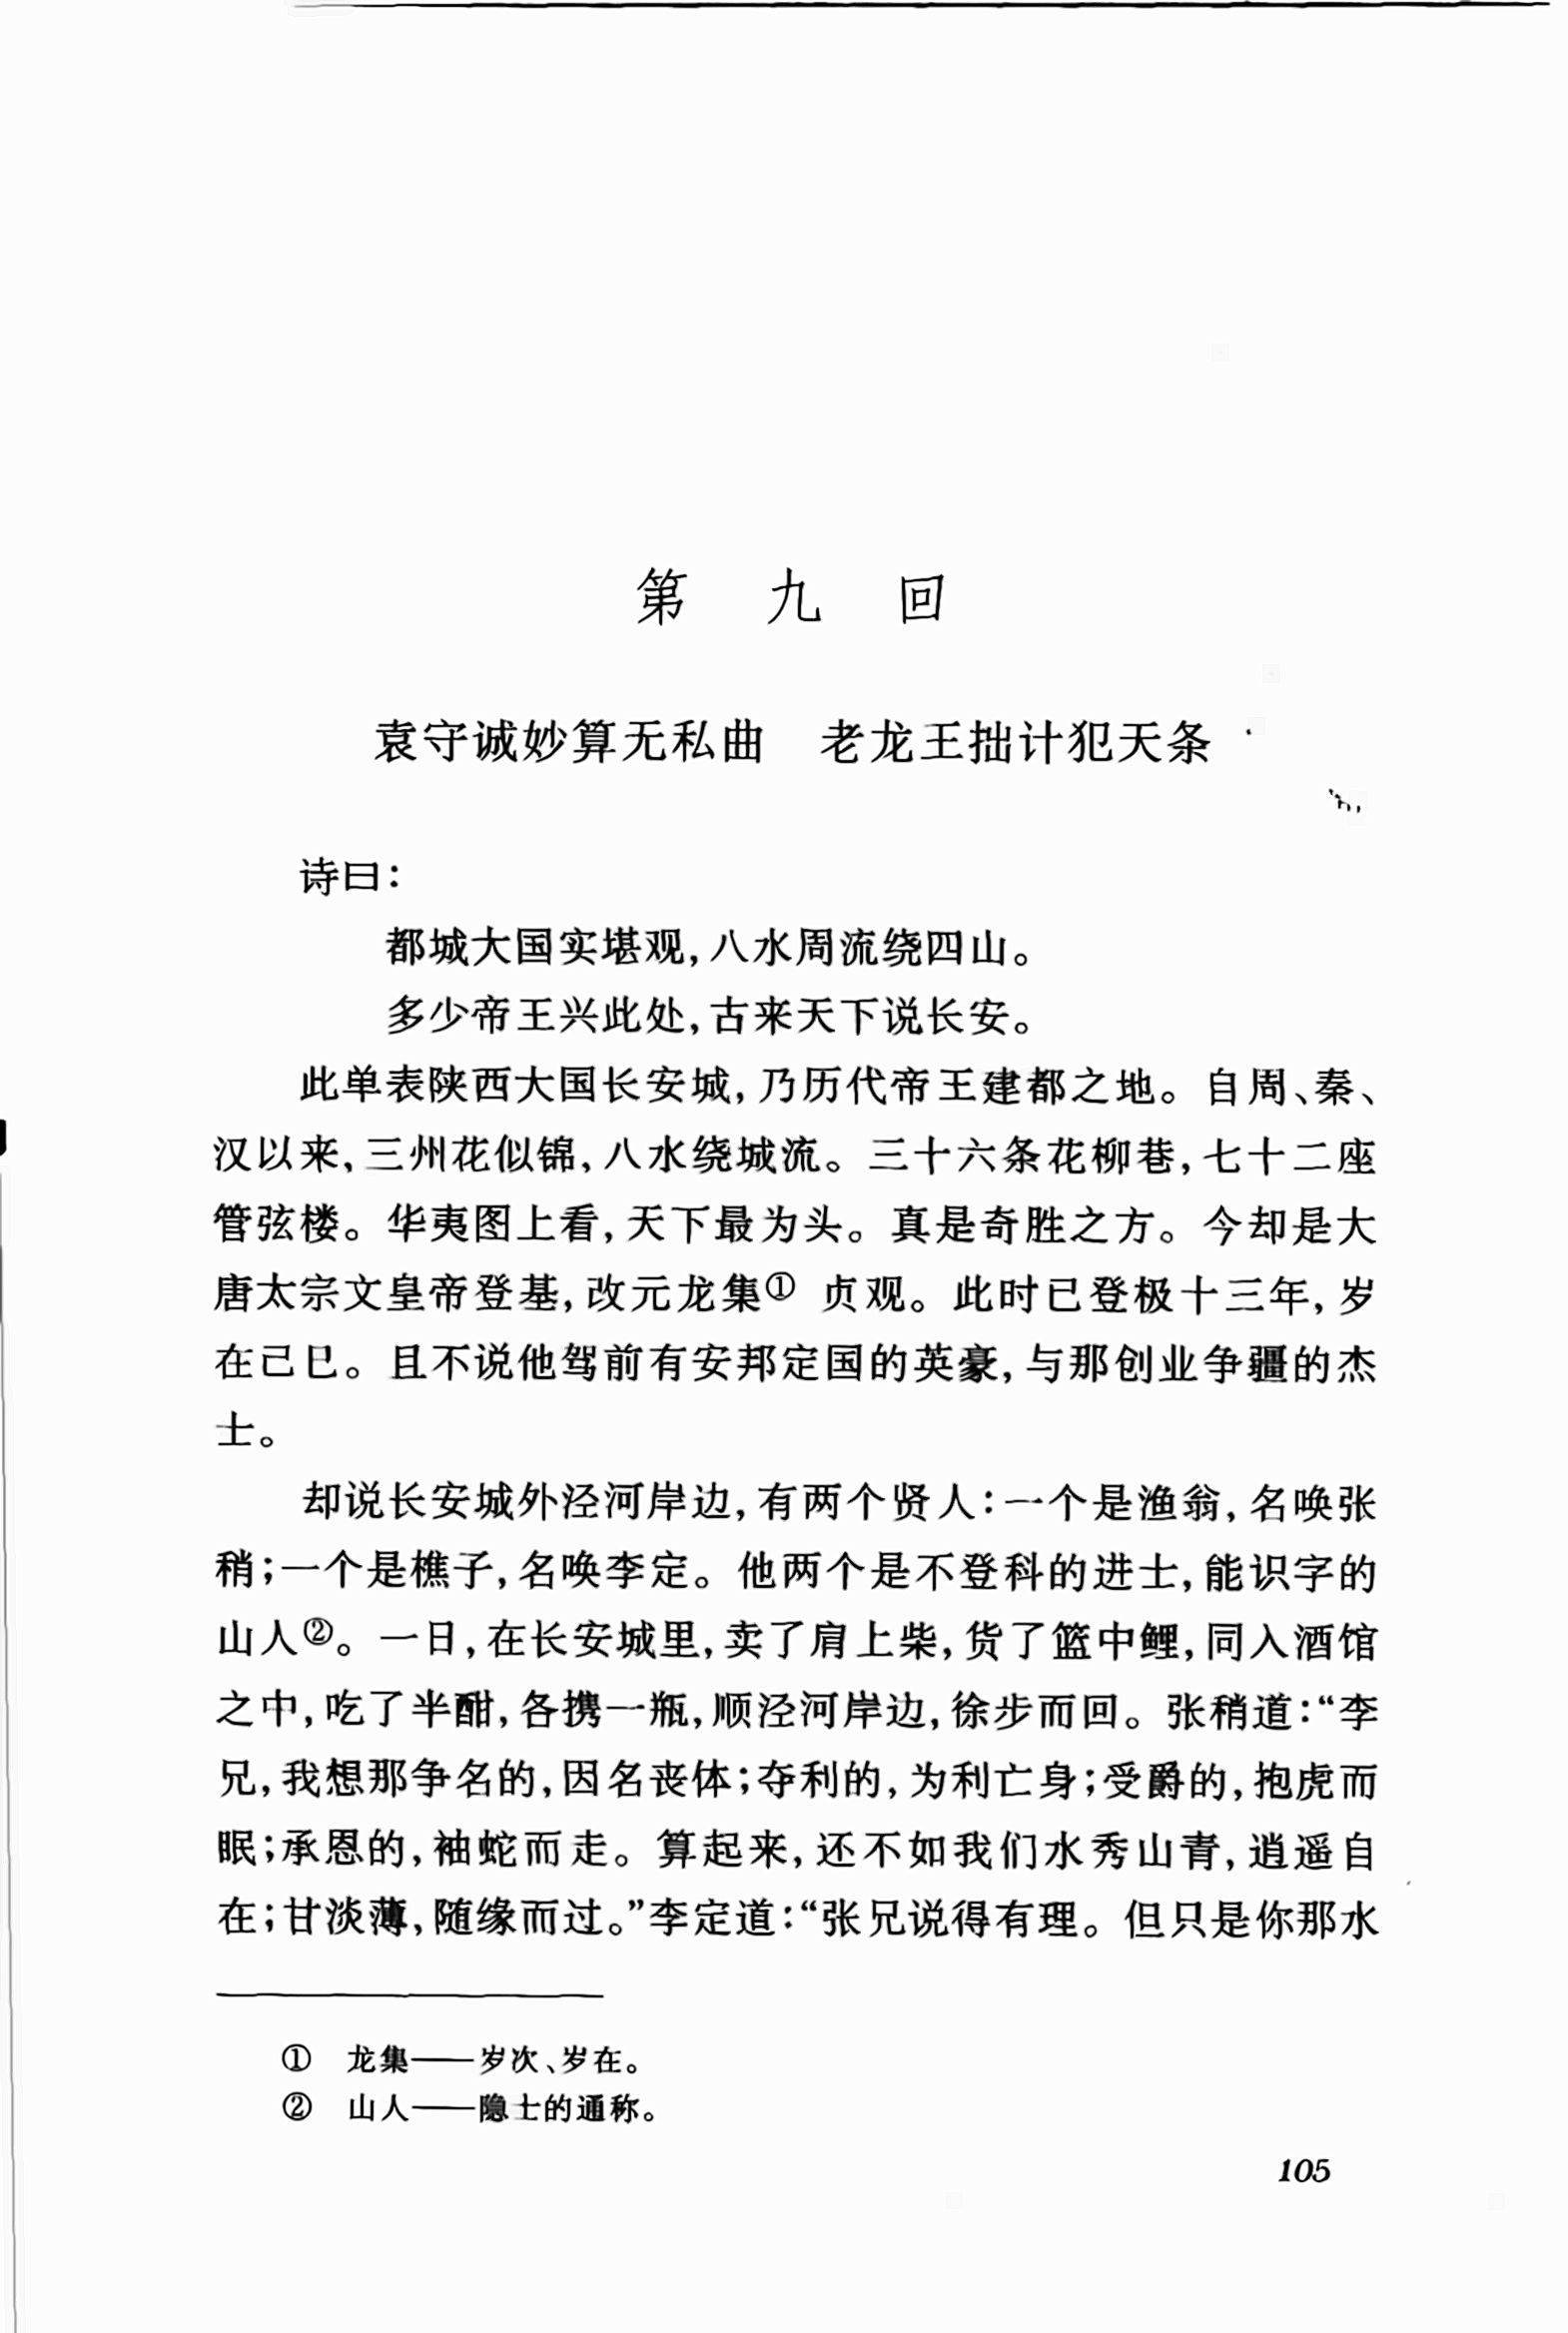 第九回
袁守诚妙算无私曲　老龙王拙计犯天条
诗曰：
都城大国实堪观，八水周流绕四山。
多少帝王兴此处，古来天下说长安。
此单表陕西大国长安城，乃历代帝王建都之地。自周、秦、
汉以来，三州花似锦，八水绕城流。三十六条花柳巷，七十二座
管弦楼。华夷图上看，天下最为头。真是奇胜之方。今却是大
唐太宗文皇帝登基，改元龙集① 贞观。此时已登极十三年，岁
在己巳。且不说他驾前有安邦定国的英豪，与那创业争疆的杰
士。
却说长安城外泾河岸边，有两个贤人：一个是渔翁，名唤张
稍；一个是樵子，名唤李定。他两个是不登科的进士，能识字的
山人②。一日，在长安城里，卖了肩上柴，货了篮中鲤，同入酒馆
之中，吃了半酣，各携一瓶，顺泾河岸边，徐步而回。张稍道：“李
兄，我想那争名的，因名丧体；夺利的，为利亡身；受爵的，抱虎而
眠；承恩的，袖蛇而走。算起来，还不如我们水秀山青，逍遥自
在；甘淡薄，随缘而过。”李定道：“张兄说得有理。但只是你那水
①　龙集——岁次、岁在。
②　山人——隐士的通称。
105